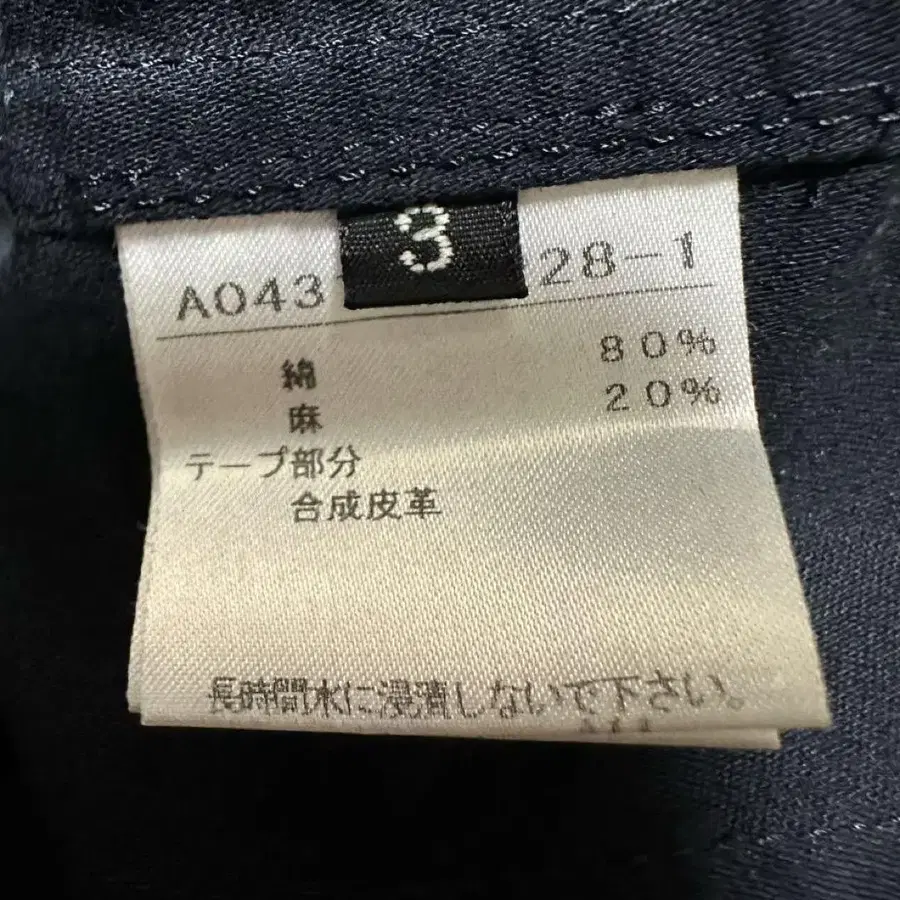 3
A043 28-1
綿 80%
麻 20%
テープ部分
合成皮革
長時間水に浸漬しないで下さい。